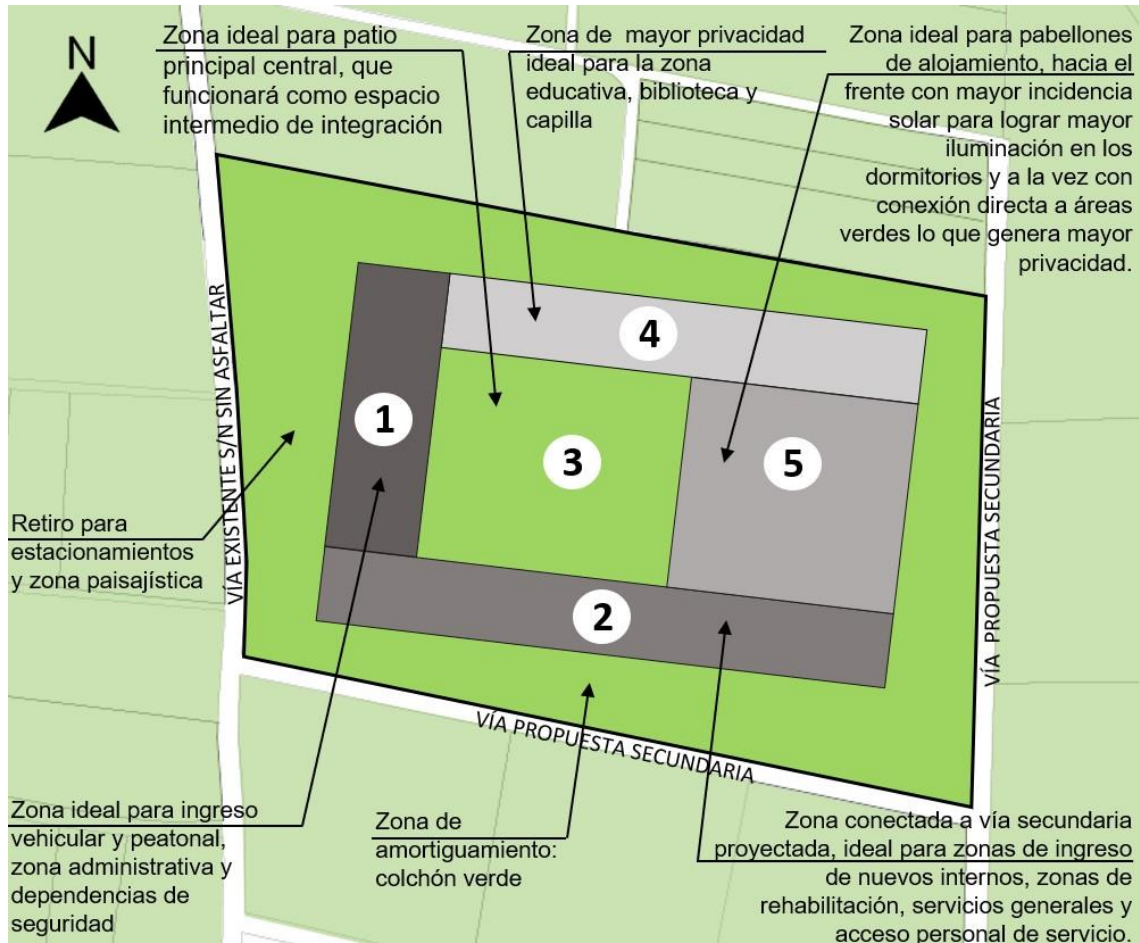 N
Zona ideal para patio
principal central, que
funcionará como espacio
intermedio de integración
Zona de mayor privacidad
ideal para la zona
educativa, biblioteca y
capilla
Zona ideal para pabellones
de alojamiento, hacia el
frente con mayor incidencia
solar para lograr mayor
iluminación en los
dormitorios y a la vez con
conexión directa a áreas
verdes lo que genera mayor
privacidad.
VÍA EXISTENTE S/N SIN ASFALTAR
4
1
3
5
2
VÍA PROPUESTA SECUNDARIA
Retiro para
estacionamientos
y zona paisajística
VÍA PROPUESTA SECUNDARIA
Zona ideal para ingreso
vehicular y peatonal,
zona administrativa y
dependencias de
seguridad
Zona de
amortiguamiento:
colchón verde
Zona conectada a vía secundaria
proyectada, ideal para zonas de ingreso
de nuevos internos, zonas de
rehabilitación, servicios generales y
acceso personal de servicio.